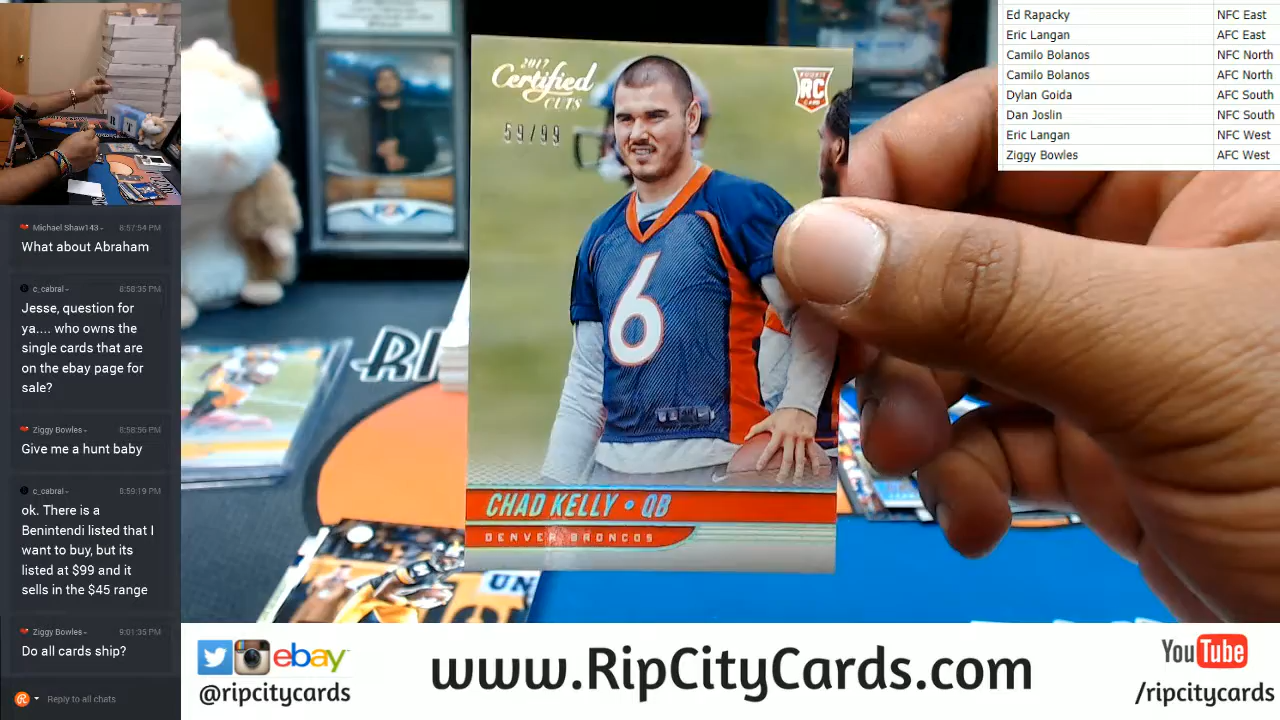 Michael Shaw143 8:57:54 PM
What about Abraham
c_cabral 8:58:35 PM
Jesse, question for
ya.... who owns the
single cards that are
on the ebay page for
sale?
Ziggy Bowles 8:58:56 PM
Give me a hunt baby
c_cabral 8:59:19 PM
ok. There is a
Benintendi listed that I
want to buy, but its
listed at $99 and it
sells in the $45 range
Ziggy Bowles 9:01:35 PM
Do all cards ship?
Reply to all chats
2017
Certified
CUTS
59/99
ROOKIE
RC
CARD
6
CHAD KELLY • QB
DENVER BRONCOS
RI
UN
Ed Rapacky NFC East
Eric Langan AFC East
Camilo Bolanos NFC North
Camilo Bolanos AFC North
Dylan Goida AFC South
Dan Joslin NFC South
Eric Langan NFC West
Ziggy Bowles AFC West
ebay
@ripcitycards
www.RipCityCards.com
YouTube
/ripcitycards